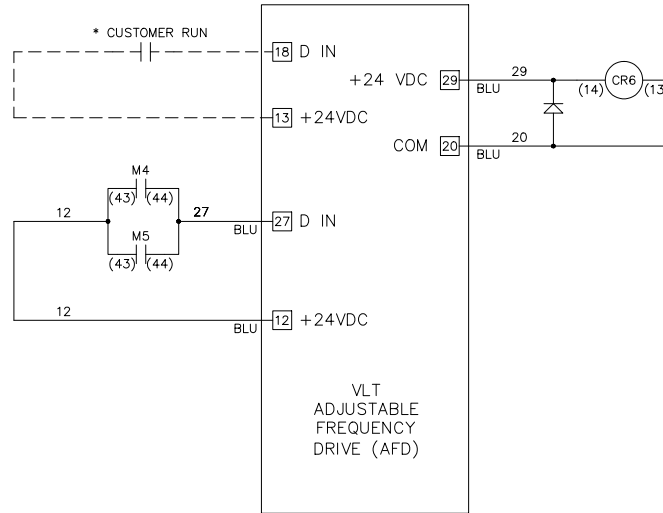 * CUSTOMER RUN
18 D IN
+24 VDC 29
29
BLU
(14) CR6 (13
13 +24VDC
COM 20
20
BLU
M4
(43) (44)
12
27
BLU
27 D IN
M5
(43) (44)
12
BLU
12 +24VDC
VLT
ADJUSTABLE
FREQUENCY
DRIVE (AFD)